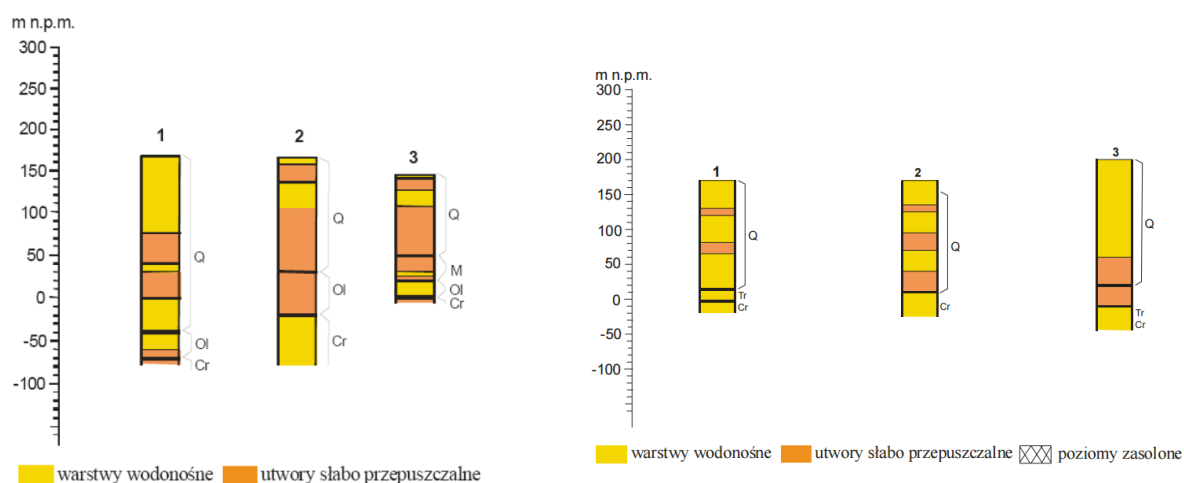 m n.p.m.
300
250
200
150
100
50
0
-50
-100
1
2
3
Q
Ol
Cr
Q
Ol
Cr
Q
M
Ol
Cr
warstwy wodonośne
utwory słabo przepuszczalne
m n.p.m.
300
250
200
150
100
50
0
-50
-100
1
2
3
Q
Tr
Cr
Q
Cr
Q
Tr
Cr
warstwy wodonośne
utwory słabo przepuszczalne
poziomy zasolone